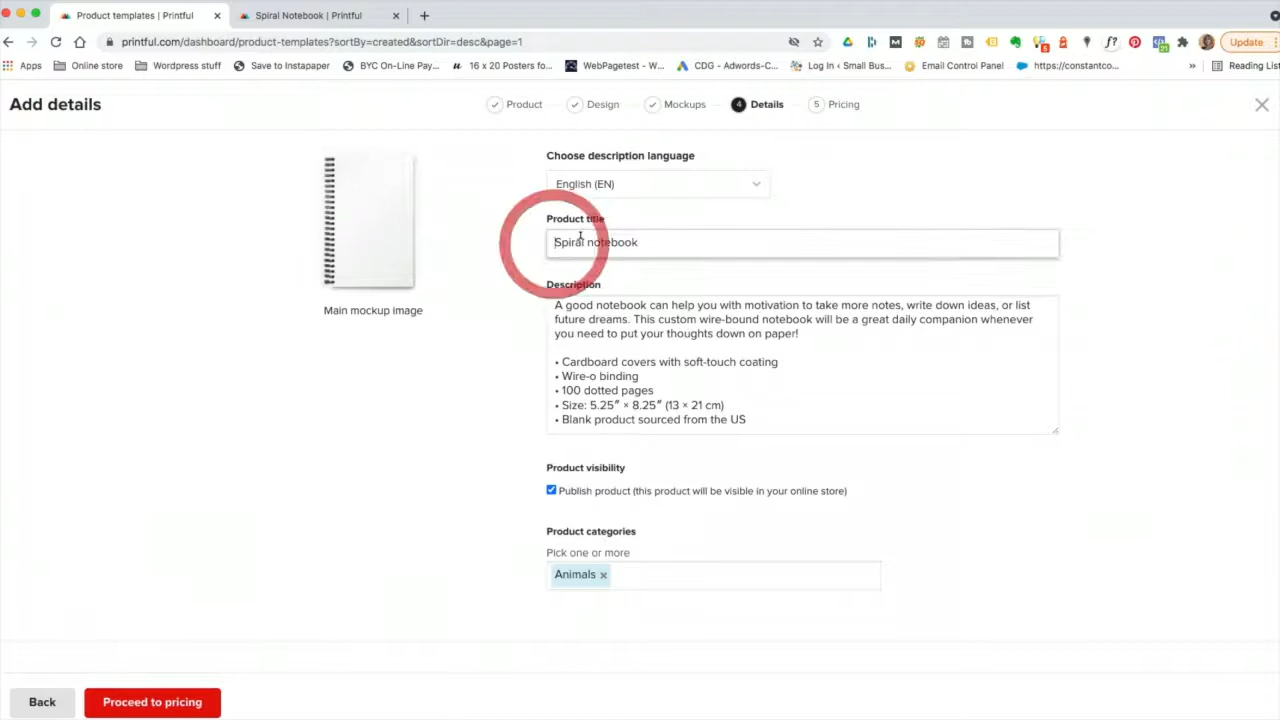 Product templates | Printful
Spiral Notebook | Printful
printful.com/dashboard/product-templates?sortBy=created&sortDir=desc&page=1
Update
Apps
Online store
Wordpress stuff
Save to Instapaper
BYC On-Line Pay...
16 x 20 Posters fo...
WebPagetest - W...
CDG - Adwords-C...
Log In < Small Bus...
Email Control Panel
https://constantco...
»
Reading List
Add details
Product
Design
Mockups
4 Details
5 Pricing
Choose description language
English (EN)
Product title
Spiral notebook
Main mockup image
Description
A good notebook can help you with motivation to take more notes, write down ideas, or list
future dreams. This custom wire-bound notebook will be a great daily companion whenever
you need to put your thoughts down on paper!
• Cardboard covers with soft-touch coating
• Wire-o binding
• 100 dotted pages
• Size: 5.25″ × 8.25″ (13 × 21 cm)
• Blank product sourced from the US
Product visibility
Publish product (this product will be visible in your online store)
Product categories
Pick one or more
Animals ×
Back
Proceed to pricing